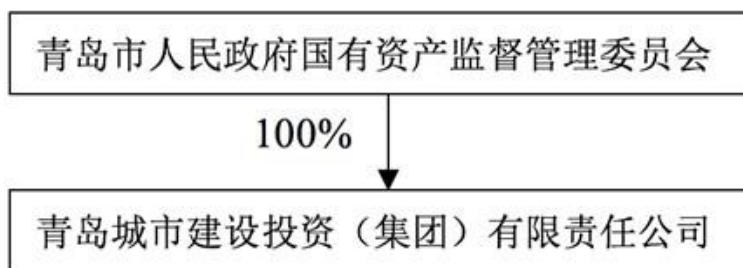 青岛市人民政府国有资产监督管理委员会
100%
青岛城市建设投资（集团）有限责任公司